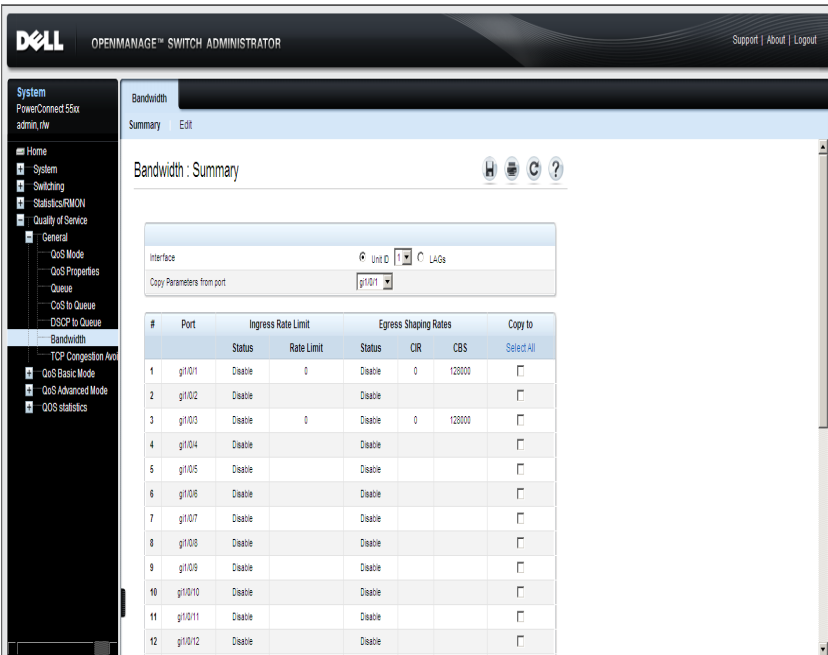 DELL OPENMANAGE™ SWITCH ADMINISTRATOR Support | About | Logout
System
PowerConnect 55xx
admin, r/w
Home
System
Switching
Statistics/RMON
Quality of Service
General
QoS Mode
QoS Properties
Queue
CoS to Queue
DSCP to Queue
Bandwidth
TCP Congestion Avoi
QoS Basic Mode
QoS Advanced Mode
QOS statistics
Bandwidth
Summary Edit
Bandwidth : Summary
Interface Unit ID 1 LAGs
Copy Parameters from port gi1/0/1
# Port Ingress Rate Limit Egress Shaping Rates Copy to
Status Rate Limit Status CIR CBS Select All
1 gi1/0/1 Disable 0 Disable 0 128000
2 gi1/0/2 Disable Disable
3 gi1/0/3 Disable 0 Disable 0 128000
4 gi1/0/4 Disable Disable
5 gi1/0/5 Disable Disable
6 gi1/0/6 Disable Disable
7 gi1/0/7 Disable Disable
8 gi1/0/8 Disable Disable
9 gi1/0/9 Disable Disable
10 gi1/0/10 Disable Disable
11 gi1/0/11 Disable Disable
12 gi1/0/12 Disable Disable